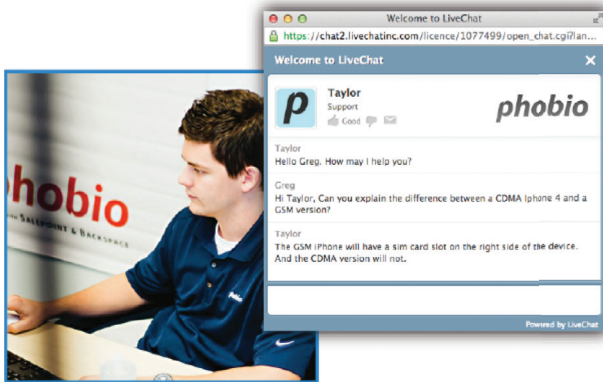 Welcome to LiveChat
https://chat2.livechatinc.com/licence/1077499/open_chat.cgi?lan...
Welcome to LiveChat
p
Taylor
Support
Good
phobio
Taylor
Hello Greg. How may I help you?
Greg
Hi Taylor, Can you explain the difference between a CDMA Iphone 4 and a
GSM version?
Taylor
The GSM iPhone will have a sim card slot on the right side of the device.
And the CDMA version will not.
Powered by LiveChat
hobio
SALEPOINT & BACKSPACE
phobio